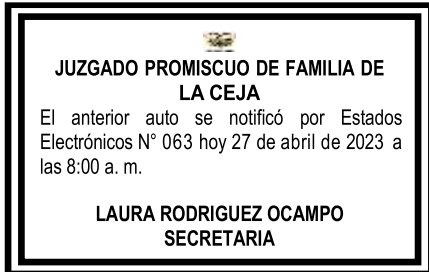 JUZGADO PROMISCUO DE FAMILIA DE
LA CEJA
El anterior auto se notificó por Estados
Electrónicos N° 063 hoy 27 de abril de 2023 a
las 8:00 a. m.
LAURA RODRIGUEZ OCAMPO
SECRETARIA